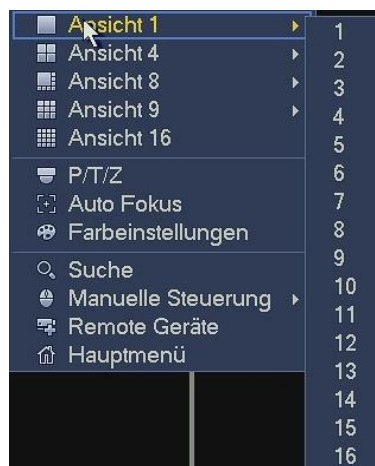 Ansicht 1
Ansicht 4
Ansicht 8
Ansicht 9
Ansicht 16
P/T/Z
Auto Fokus
Farbeinstellungen
Suche
Manuelle Steuerung
Remote Geräte
Hauptmenü
1
2
3
4
5
6
7
8
9
10
11
12
13
14
15
16